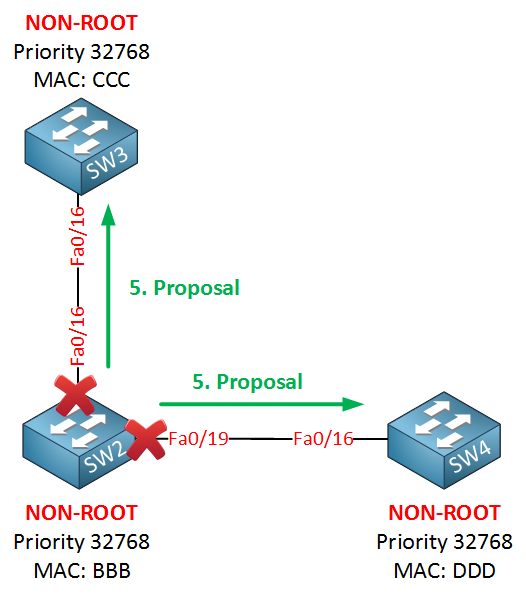 NON-ROOT
Priority 32768
MAC: CCC
SW3
Fa0/16
5. Proposal
Fa0/16
5. Proposal
SW2
Fa0/19
Fa0/16
SW4
NON-ROOT
Priority 32768
MAC: BBB
NON-ROOT
Priority 32768
MAC: DDD